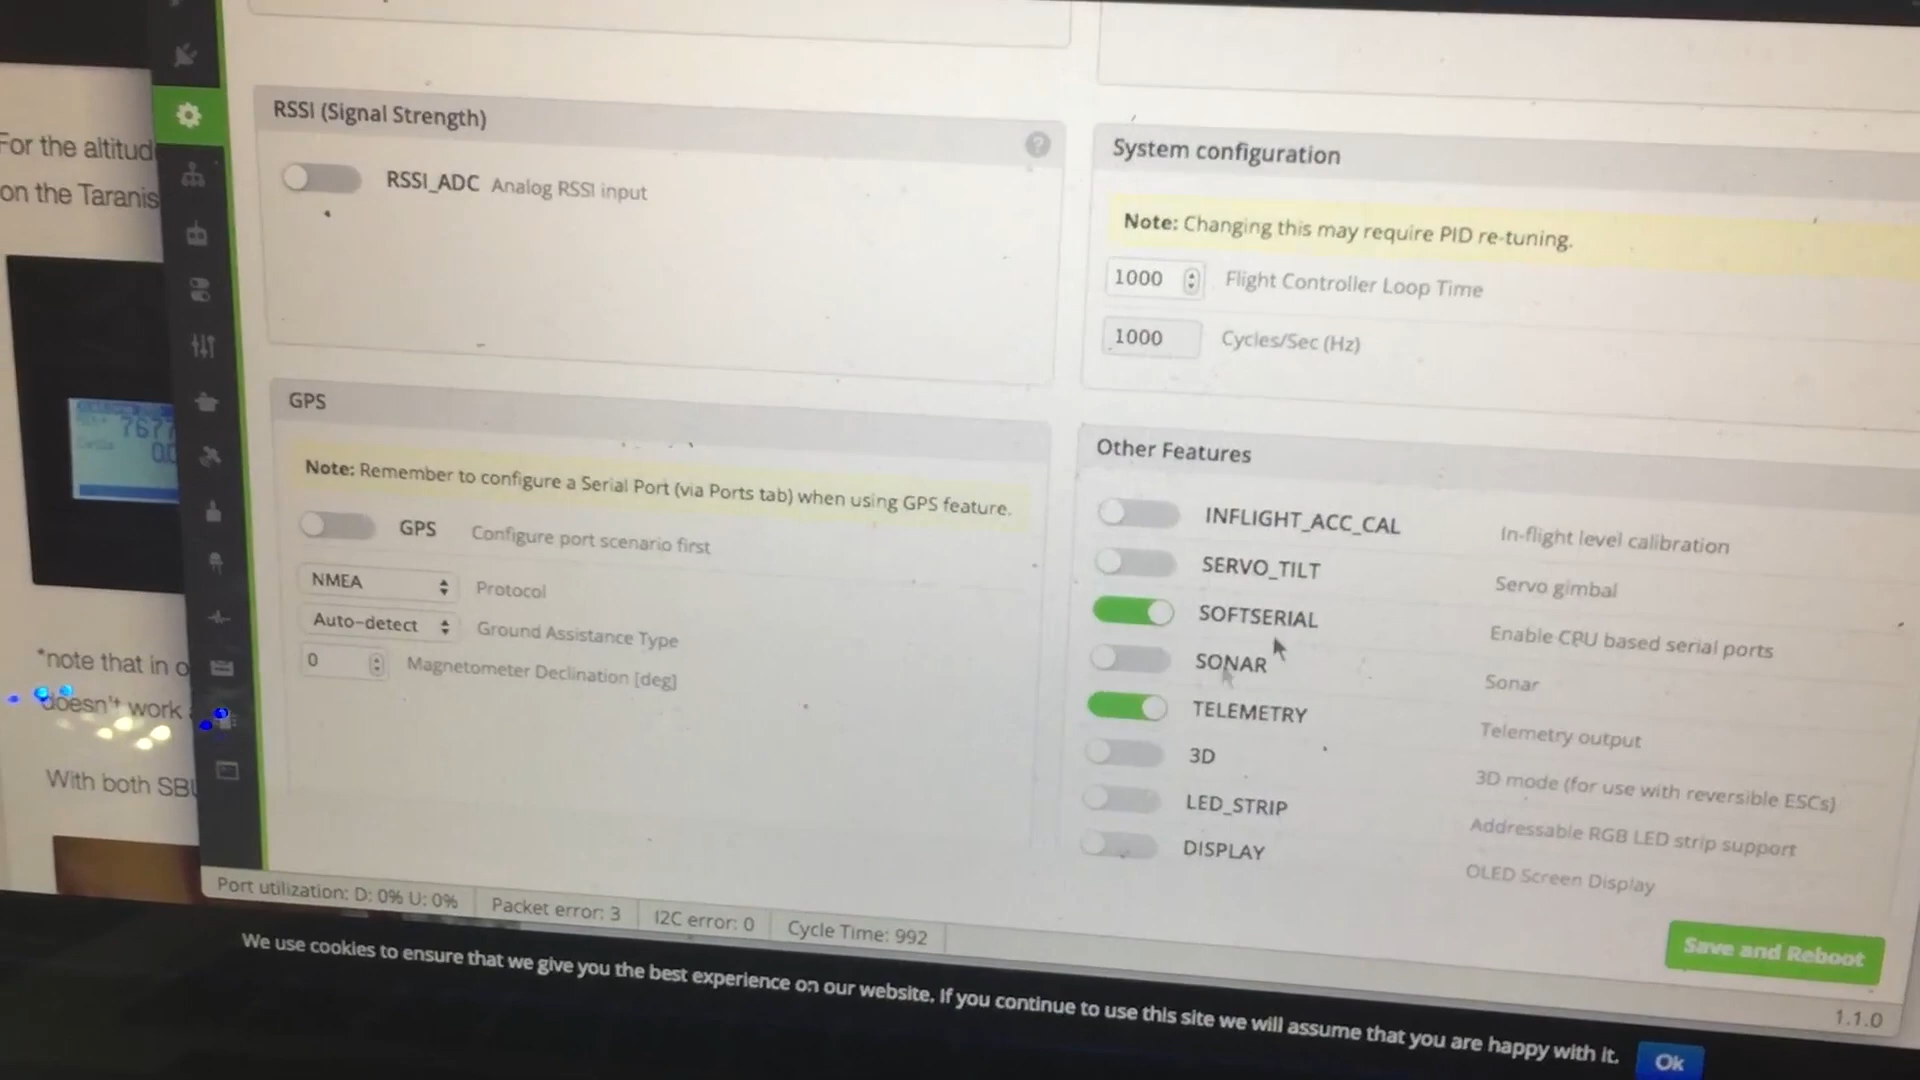 For the altitud
on the Taranis
7677
*note that in o
doesn't work
With both SBU
RSSI (Signal Strength)
?
RSSI_ADC Analog RSSI input
System configuration
Note: Changing this may require PID re-tuning.
1000 Flight Controller Loop Time
1000 Cycles/Sec (Hz)
GPS
Note: Remember to configure a Serial Port (via Ports tab) when using GPS feature.
GPS Configure port scenario first
NMEA Protocol
Auto-detect Ground Assistance Type
0 Magnetometer Declination [deg]
Other Features
INFLIGHT_ACC_CAL In-flight level calibration
SERVO_TILT Servo gimbal
SOFTSERIAL Enable CPU based serial ports
SONAR Sonar
TELEMETRY Telemetry output
3D 3D mode (for use with reversible ESCs)
LED_STRIP Addressable RGB LED strip support
DISPLAY OLED Screen Display
Save and Reboot
Port utilization: D: 0% U: 0% Packet error: 3 I2C error: 0 Cycle Time: 992
1.1.0
We use cookies to ensure that we give you the best experience on our website. If you continue to use this site we will assume that you are happy with it.
Ok